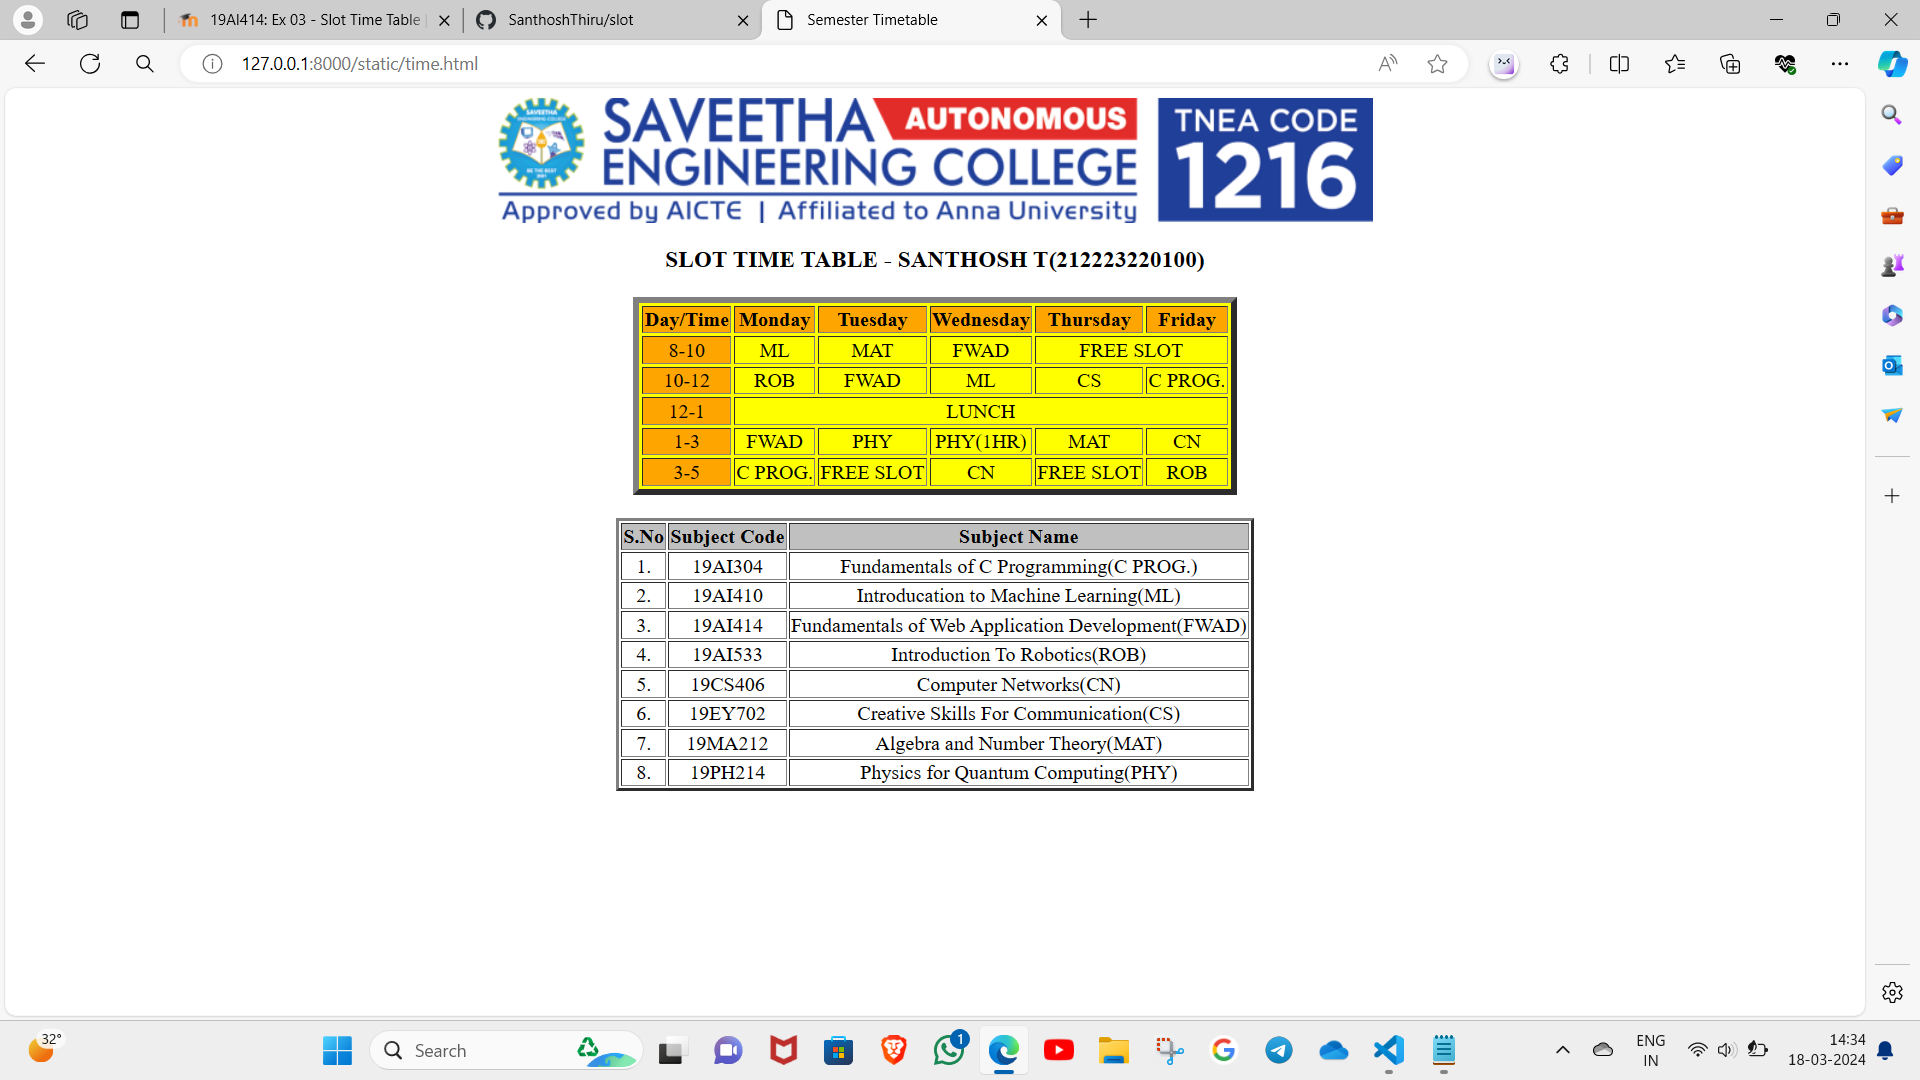 19AI414: Ex 03 - Slot Time Table
SanthoshThiru/slot
Semester Timetable
127.0.0.1:8000/static/time.html
SAVEETHA AUTONOMOUS
ENGINEERING COLLEGE
Approved by AICTE | Affiliated to Anna University
TNEA CODE
1216
SLOT TIME TABLE - SANTHOSH T(212223220100)
Day/Time Monday Tuesday Wednesday Thursday Friday
8-10 ML MAT FWAD FREE SLOT
10-12 ROB FWAD ML CS C PROG.
12-1 LUNCH
1-3 FWAD PHY PHY(1HR) MAT CN
3-5 C PROG. FREE SLOT CN FREE SLOT ROB
S.No Subject Code Subject Name
1. 19AI304 Fundamentals of C Programming(C PROG.)
2. 19AI410 Introducation to Machine Learning(ML)
3. 19AI414 Fundamentals of Web Application Development(FWAD)
4. 19AI533 Introduction To Robotics(ROB)
5. 19CS406 Computer Networks(CN)
6. 19EY702 Creative Skills For Communication(CS)
7. 19MA212 Algebra and Number Theory(MAT)
8. 19PH214 Physics for Quantum Computing(PHY)
32°
Search
1
ENG
IN
14:34
18-03-2024